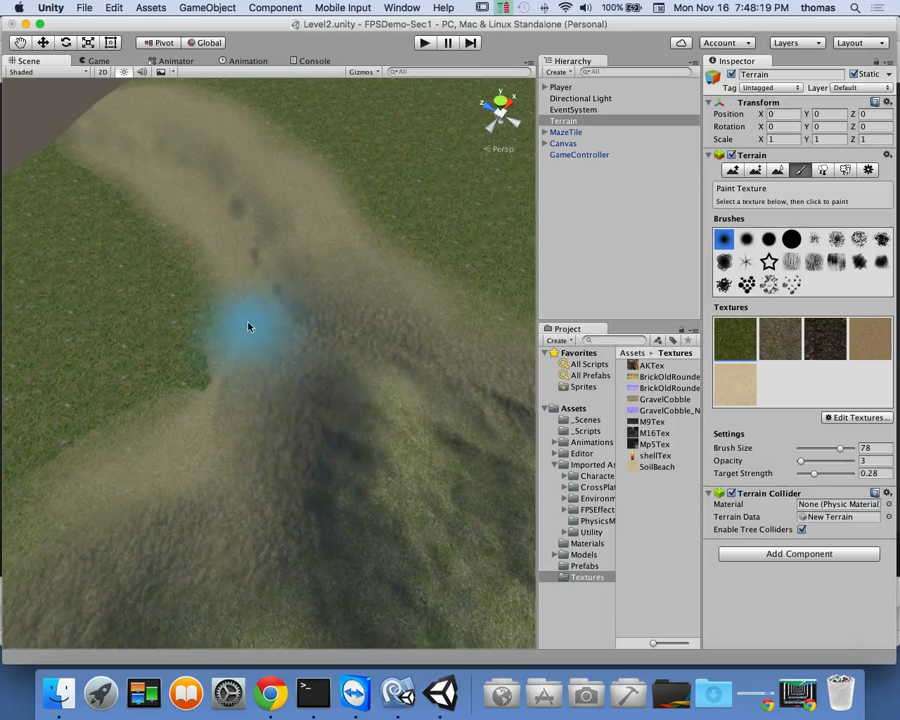 Unity File Edit Assets GameObject Component Mobile Input Window Help 100% Mon Nov 16 7:48:19 PM thomas
Level2.unity - FPSDemo-Sec1 - PC, Mac & Linux Standalone (Personal)
Pivot Global Account Layers Layout
Scene Game Animator Animation Console
Shaded 2D Gizmos All
y
x
z
Persp
Hierarchy
Create All
Player
Directional Light
EventSystem
Terrain
MazeTile
Canvas
GameController
Project
Create
Favorites
All Scripts
All Prefabs
Sprites
Assets
_Scenes
_Scripts
Animations
Editor
Imported As
Characte
CrossPlat
Environm
FPSEffect
PhysicsM
Utility
Materials
Models
Prefabs
Textures
Assets Textures
AKTex
BrickOldRounde
BrickOldRounde
GravelCobble
GravelCobble_N
M9Tex
M16Tex
Mp5Tex
shellTex
SoilBeach
Inspector
Terrain Static
Tag Untagged Layer Default
Transform
Position X 0 Y 0 Z 0
Rotation X 0 Y 0 Z 0
Scale X 1 Y 1 Z 1
Terrain
Paint Texture
Select a texture below, then click to paint
Brushes
Textures
Edit Textures...
Settings
Brush Size 78
Opacity 3
Target Strength 0.28
Terrain Collider
Material None (Physic Material
Terrain Data New Terrain
Enable Tree Colliders
Add Component